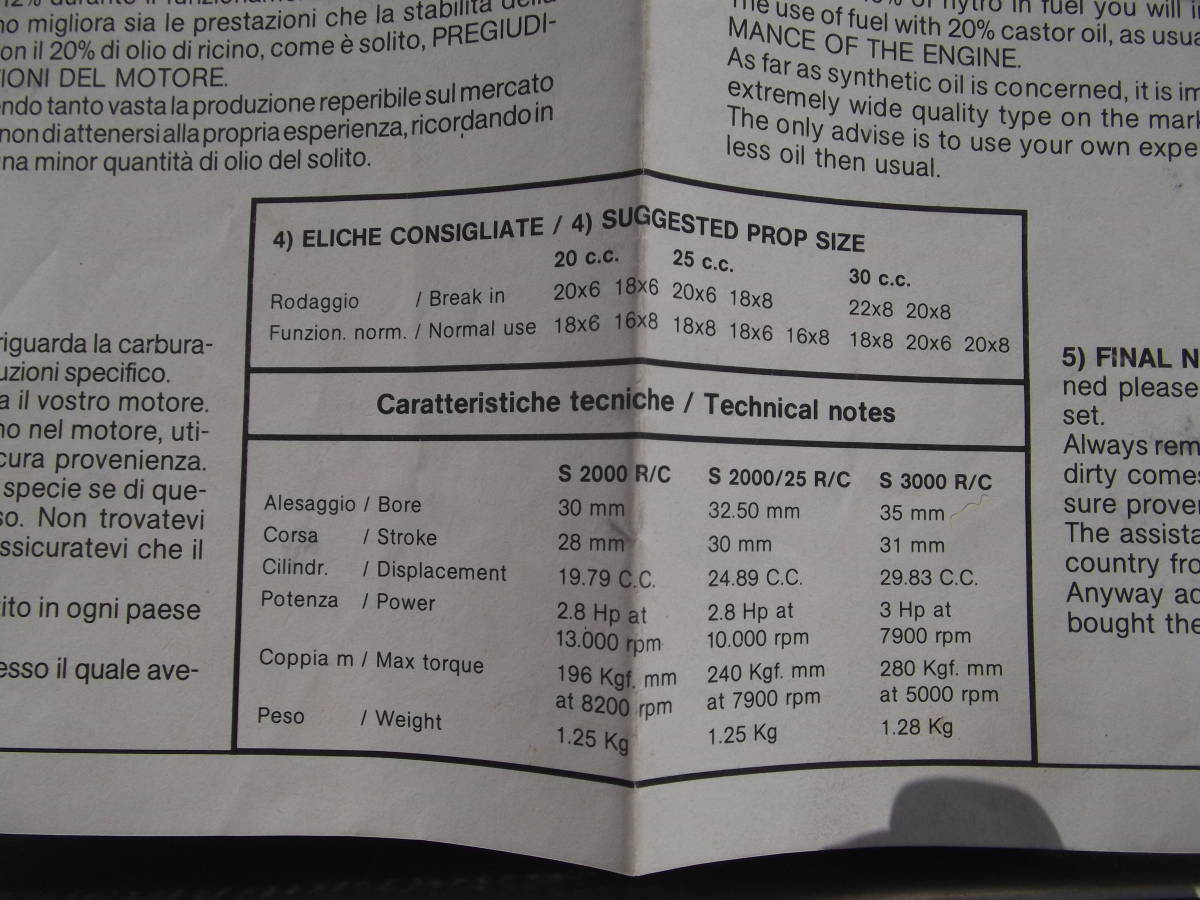 no migliora sia le prestazioni che la stabilità della
on il 20% di olio di ricino, come è solito, PREGIUDI-
IONI DEL MOTORE.
endo tanto vasta la produzione reperibile sul mercato
non di attenersi alla propria esperienza, ricordando in
na minor quantità di olio del solito.
in fuel you will
The use of fuel with 20% castor oil, as usua
MANCE OF THE ENGINE.
As far as synthetic oil is concerned, it is im
extremely wide quality type on the mark
The only advise is to use your own expe
less oil then usual.
4) ELICHE CONSIGLIATE / 4) SUGGESTED PROP SIZE
20 c.c. 25 c.c. 30 c.c.
Rodaggio / Break in 20x6 18x6 20x6 18x8 22x8 20x8
Funzion. norm. / Normal use 18x6 16x8 18x8 18x6 16x8 18x8 20x6 20x8
Caratteristiche tecniche / Technical notes
S 2000 R/C S 2000/25 R/C S 3000 R/C
Alesaggio / Bore 30 mm 32.50 mm 35 mm
Corsa / Stroke 28 mm 30 mm 31 mm
Cilindr. / Displacement 19.79 C.C. 24.89 C.C. 29.83 C.C.
Potenza / Power 2.8 Hp at 2.8 Hp at 3 Hp at
13.000 rpm 10.000 rpm 7900 rpm
Coppia m / Max torque 196 Kgf. mm 240 Kgf. mm 280 Kgf. mm
at 8200 rpm at 7900 rpm at 5000 rpm
Peso / Weight 1.25 Kg 1.25 Kg 1.28 Kg
riguarda la carbura-
uzioni specifico.
a il vostro motore.
no nel motore, uti-
cura provenienza.
specie se di que-
so. Non trovatevi
ssicuratevi che il
ito in ogni paese
esso il quale ave-
5) FINAL N
ned please
set.
Always rem
dirty comes
sure prover
The assista
country fro
Anyway ad
bought the